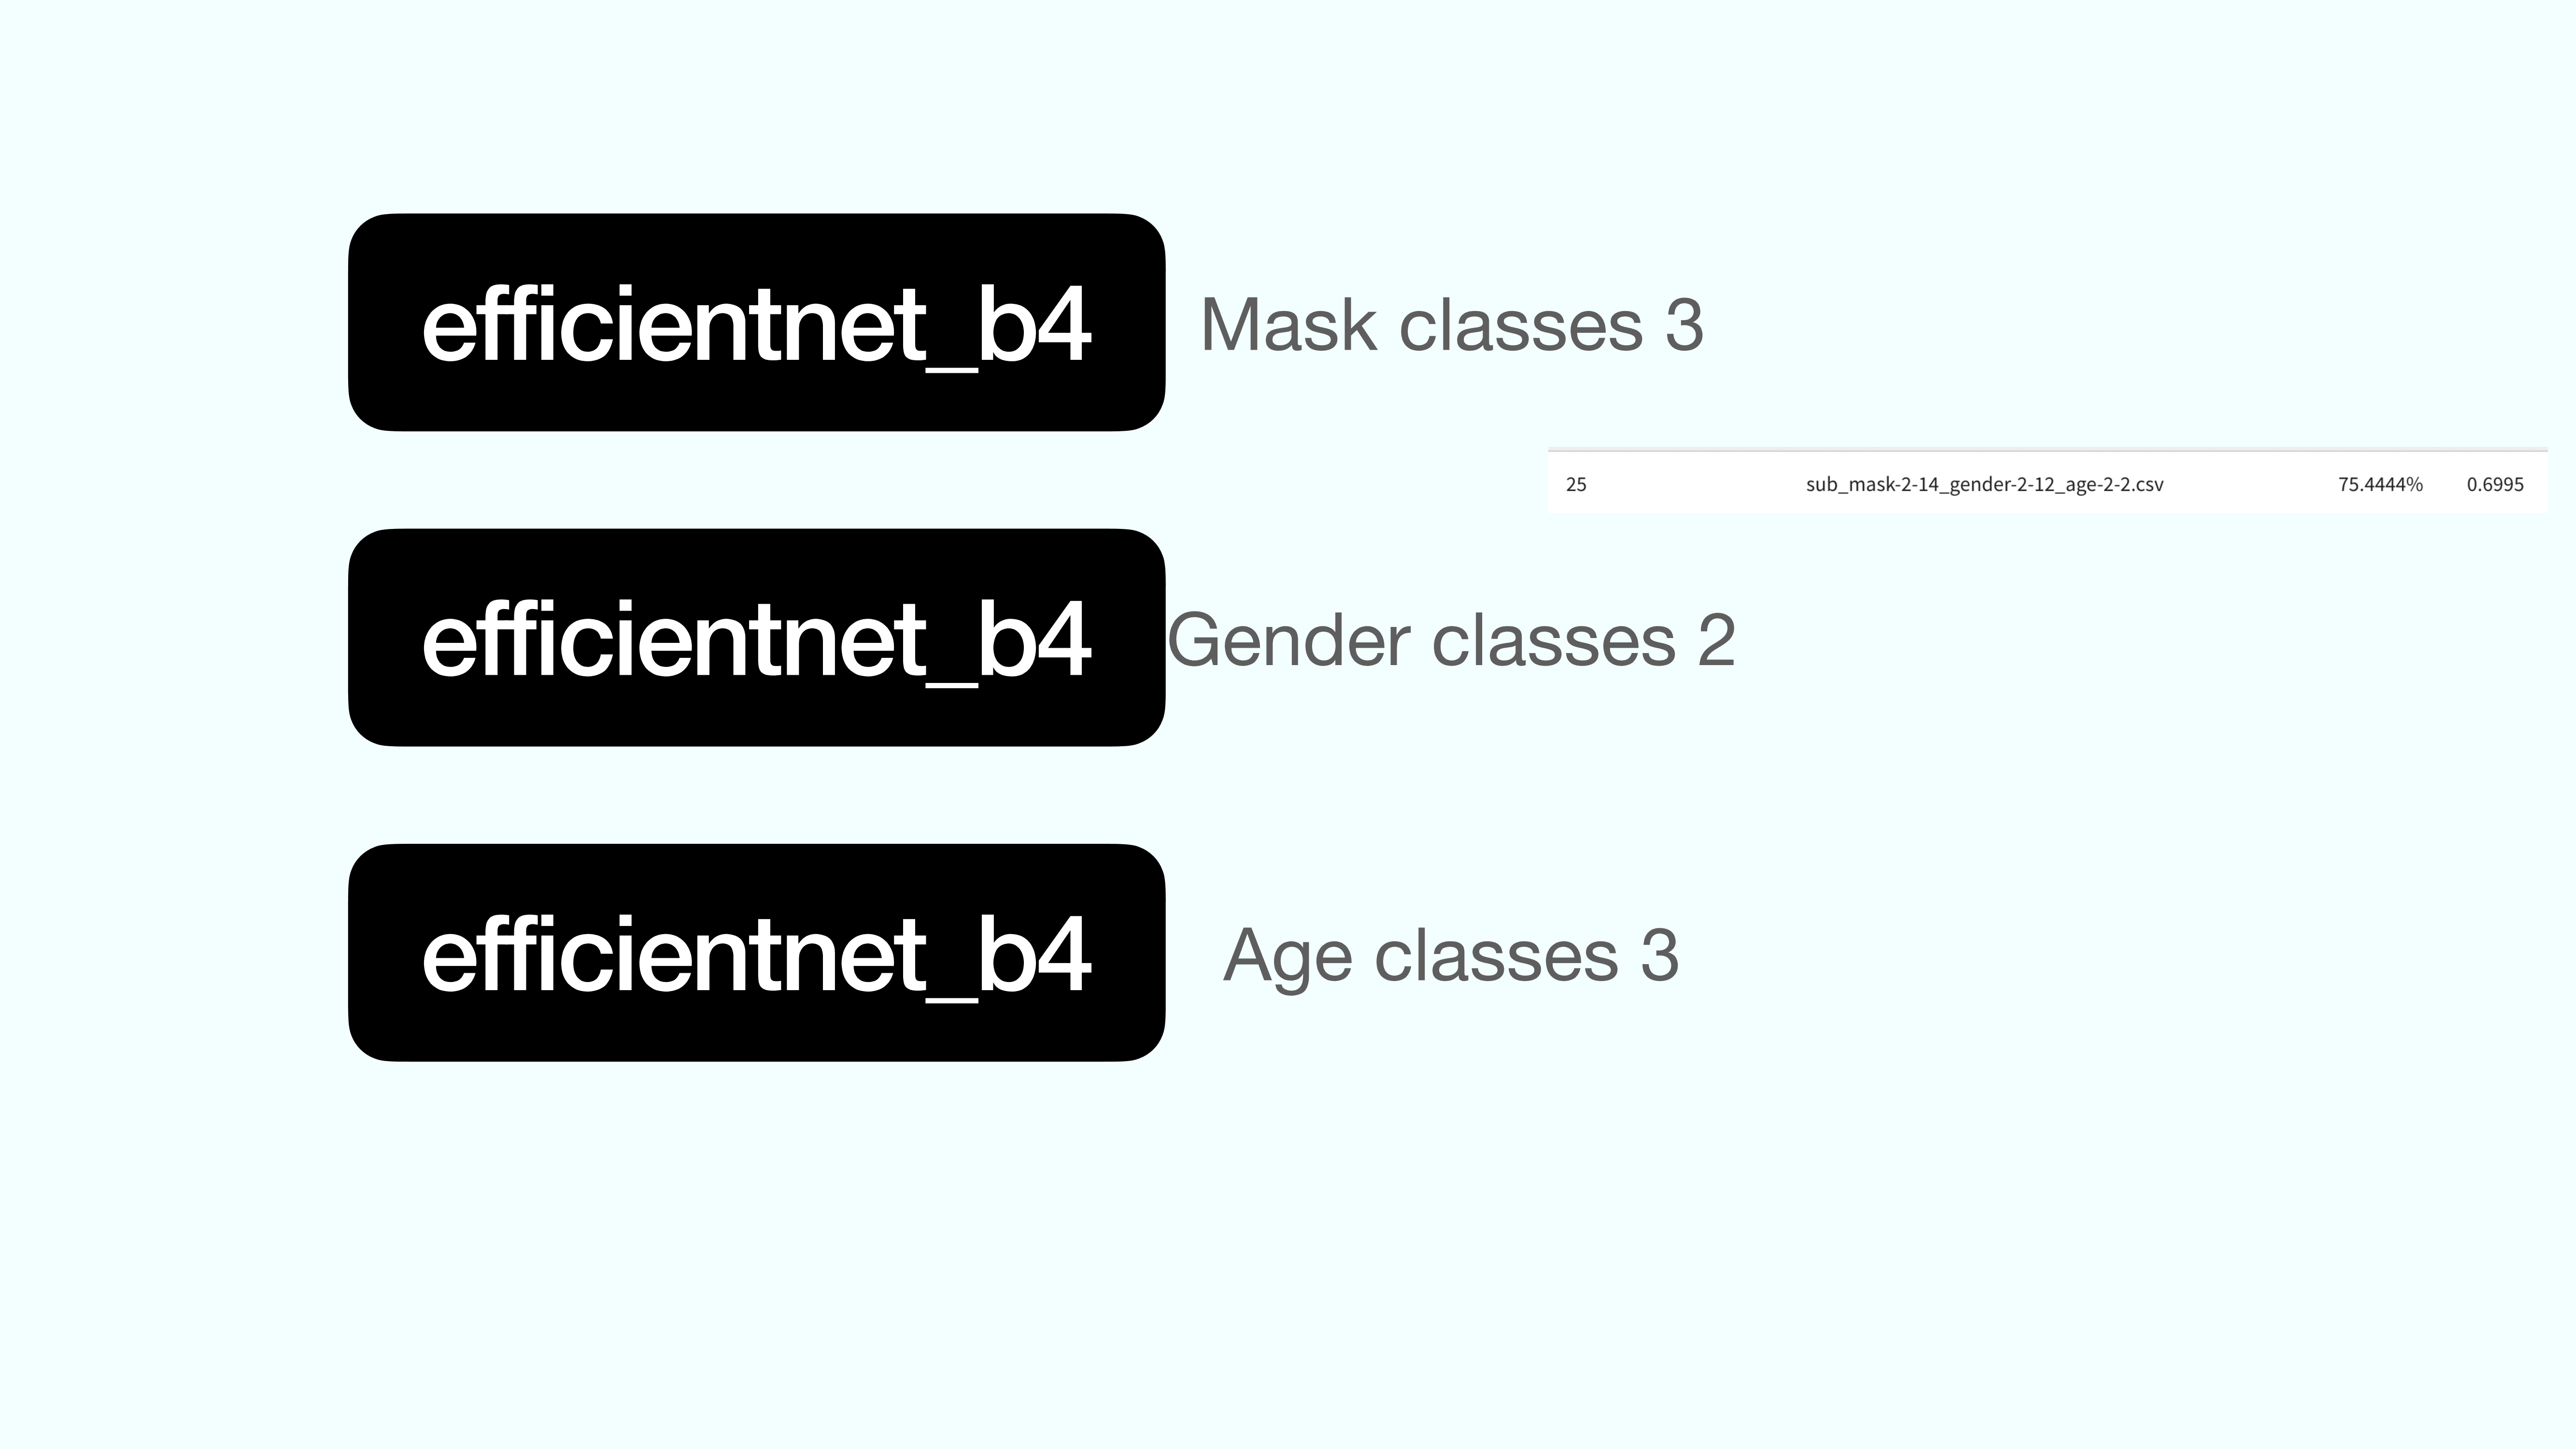 efficientnet_b4 Mask classes 3
25 sub_mask-2-14_gender-2-12_age-2-2.csv 75.4444% 0.6995
efficientnet_b4 Gender classes 2
efficientnet_b4 Age classes 3